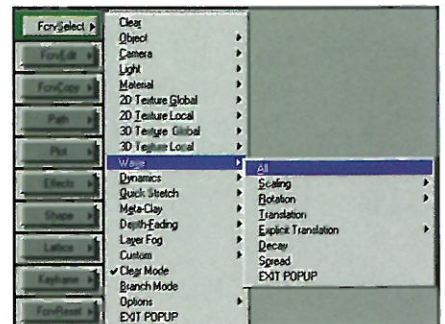 FcrvSelect
FcrvEdit
FcrvCopy
Path
Plot
Effects
Shape
Lattice
Keyframe
FcrvReset
Clear
Object
Camera
Light
Material
2D Texture Global
2D Texture Local
3D Texture Global
3D Texture Local
Wave
Dynamics
Quick Stretch
Meta-Clay
Depth-Fading
Layer Fog
Custom
✓ Clear Mode
Branch Mode
Options
EXIT POPUP
All
Scaling
Rotation
Translation
Explicit Translation
Decay
Spread
EXIT POPUP